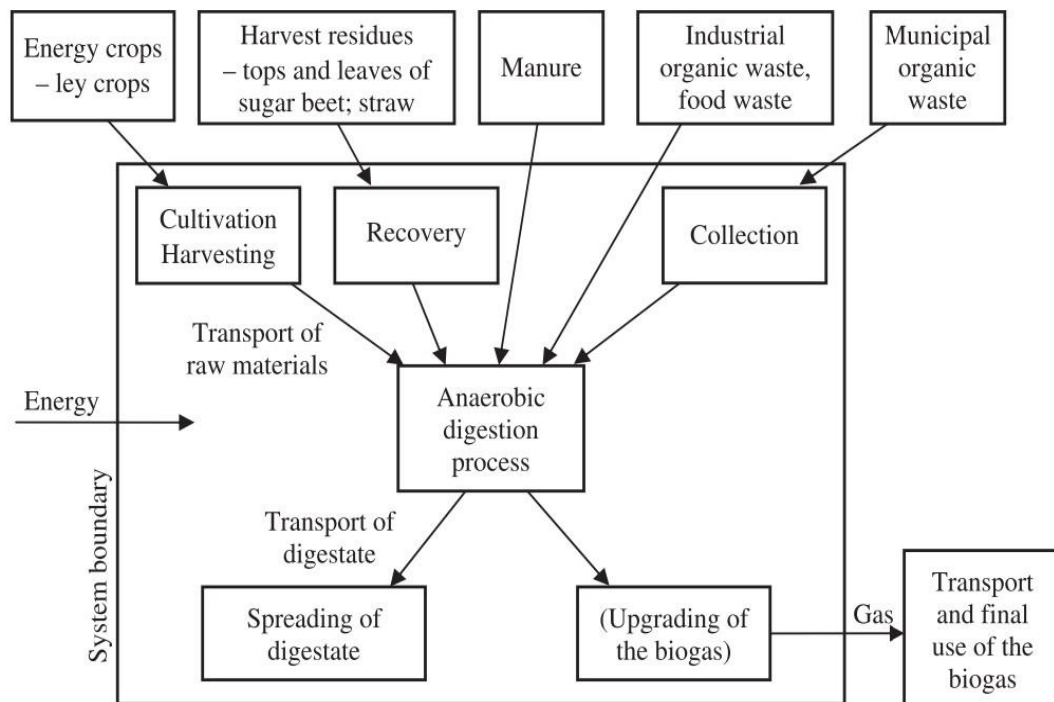 Energy crops
– ley crops
Harvest residues
– tops and leaves of
sugar beet; straw
Manure
Industrial
organic waste,
food waste
Municipal
organic
waste
Cultivation
Harvesting
Recovery
Collection
Transport of
raw materials
Energy
Anaerobic
digestion
process
System boundary
Transport of
digestate
Spreading of
digestate
(Upgrading of
the biogas)
Gas
Transport
and final
use of the
biogas